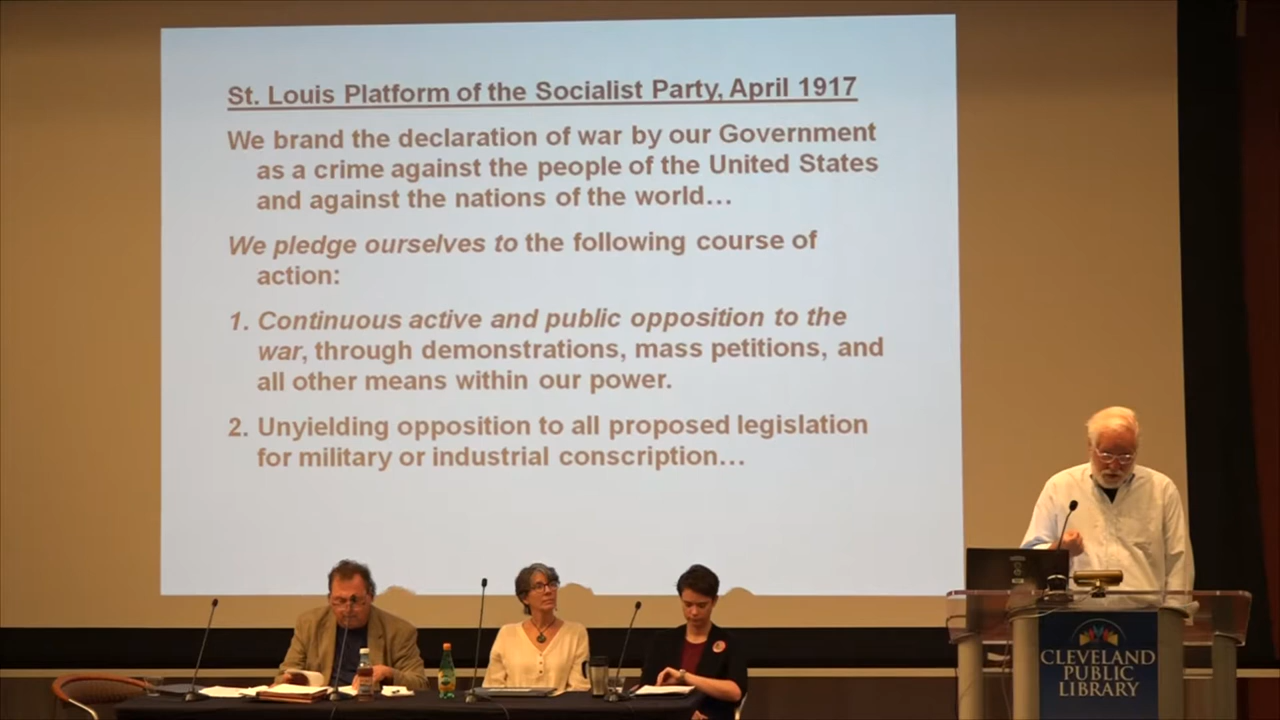 St. Louis Platform of the Socialist Party, April 1917
We brand the declaration of war by our Government
as a crime against the people of the United States
and against the nations of the world…
We pledge ourselves to the following course of
action:
1. Continuous active and public opposition to the
war, through demonstrations, mass petitions, and
all other means within our power.
2. Unyielding opposition to all proposed legislation
for military or industrial conscription…
CLEVELAND
PUBLIC
LIBRARY